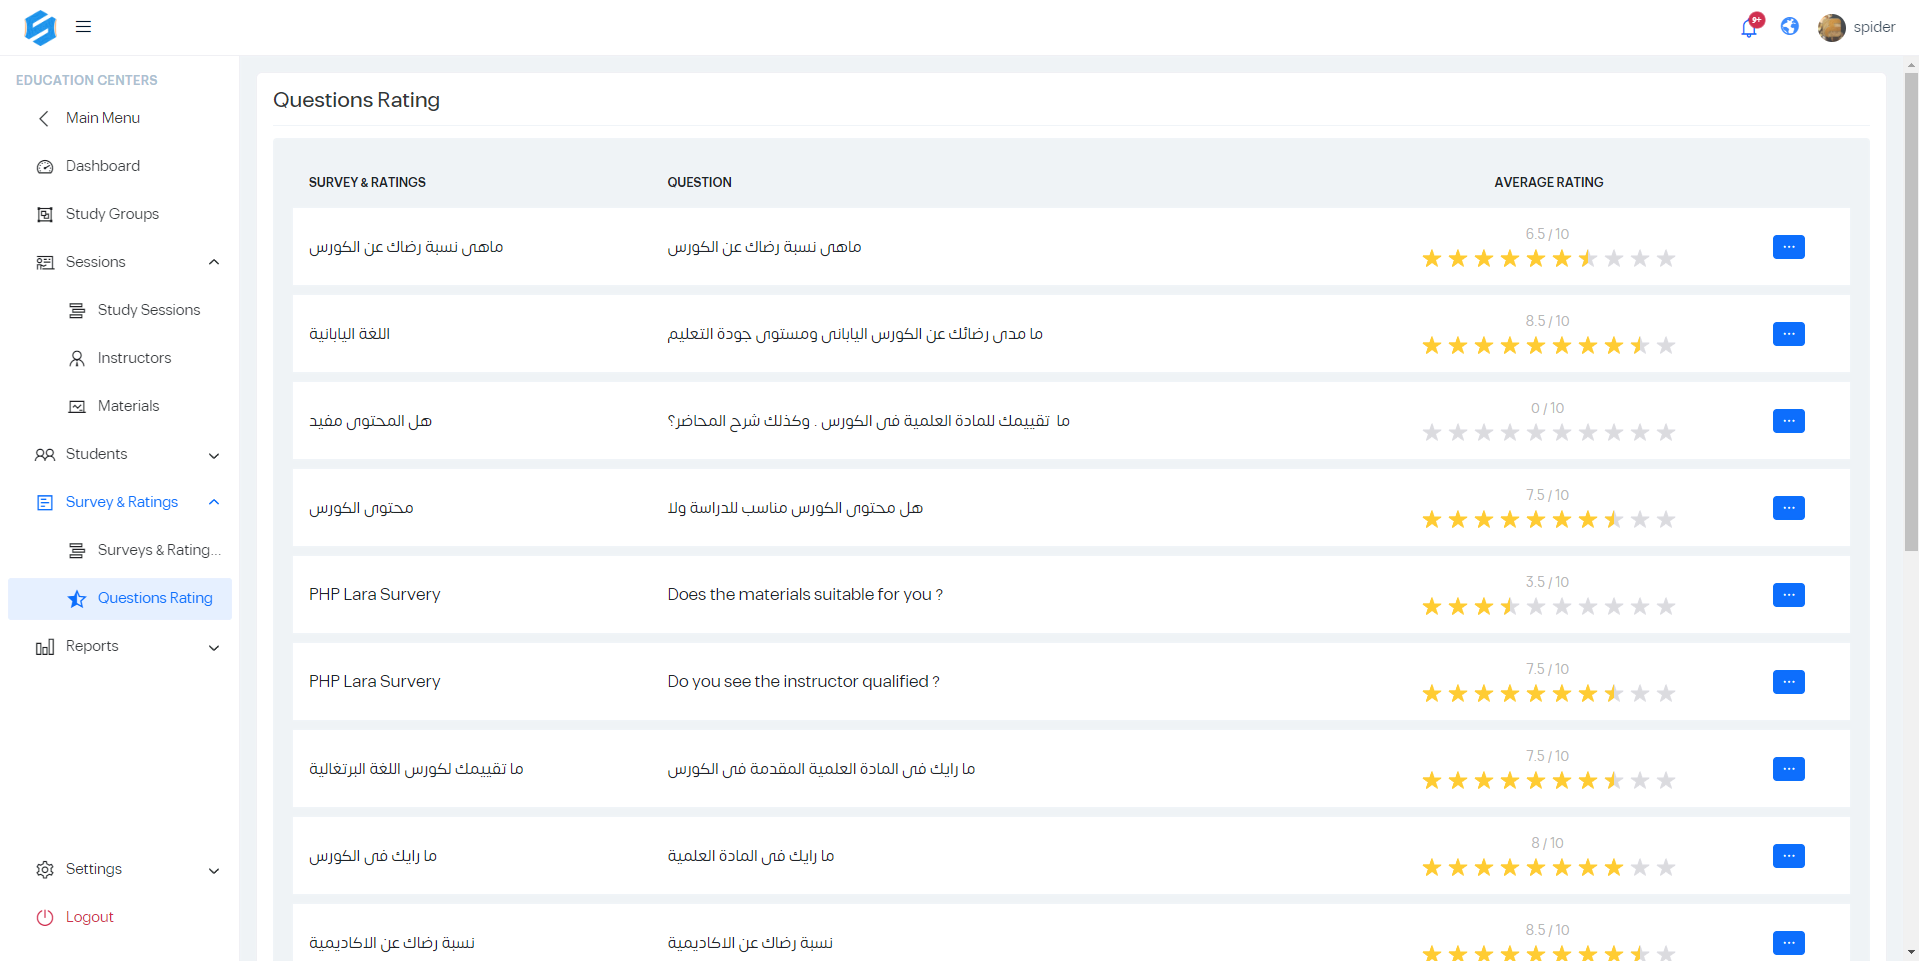 9+
spider
EDUCATION CENTERS
Main Menu
Dashboard
Study Groups
Sessions
Study Sessions
Instructors
Materials
Students
Survey & Ratings
Surveys & Rating...
Questions Rating
Reports
Settings
Logout
Questions Rating
SURVEY & RATINGS QUESTION AVERAGE RATING
ماهى نسبة رضاك عن الكورس ماهى نسبة رضاك عن الكورس 6.5 / 10
اللغة اليابانية ما مدى رضائك عن الكورس اليابانى ومستوى جودة التعليم 8.5 / 10
هل المحتوى مفيد ما تقييمك للمادة العلمية فى الكورس . وكذلك شرح المحاضر؟ 0 / 10
محتوى الكورس هل محتوى الكورس مناسب للدراسة ولا 7.5 / 10
PHP Lara Survery Does the materials suitable for you ? 3.5 / 10
PHP Lara Survery Do you see the instructor qualified ? 7.5 / 10
ما تقييمك لكورس اللغة البرتغالية ما رايك فى المادة العلمية المقدمة فى الكورس 7.5 / 10
ما رايك فى الكورس ما رايك فى المادة العلمية 8 / 10
نسبة رضاك عن الاكاديمية نسبة رضاك عن الاكاديمية 8.5 / 10